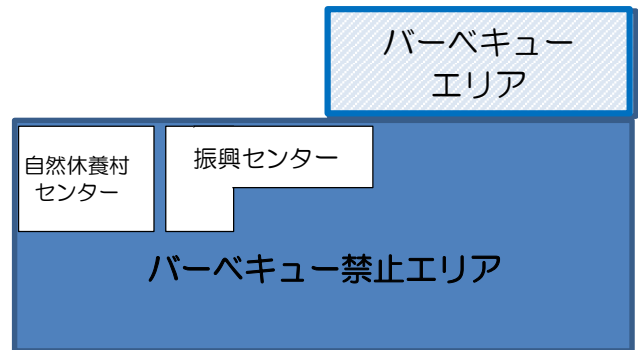 バーベキュー
エリア
自然休養村
センター
振興センター
バーベキュー禁止エリア